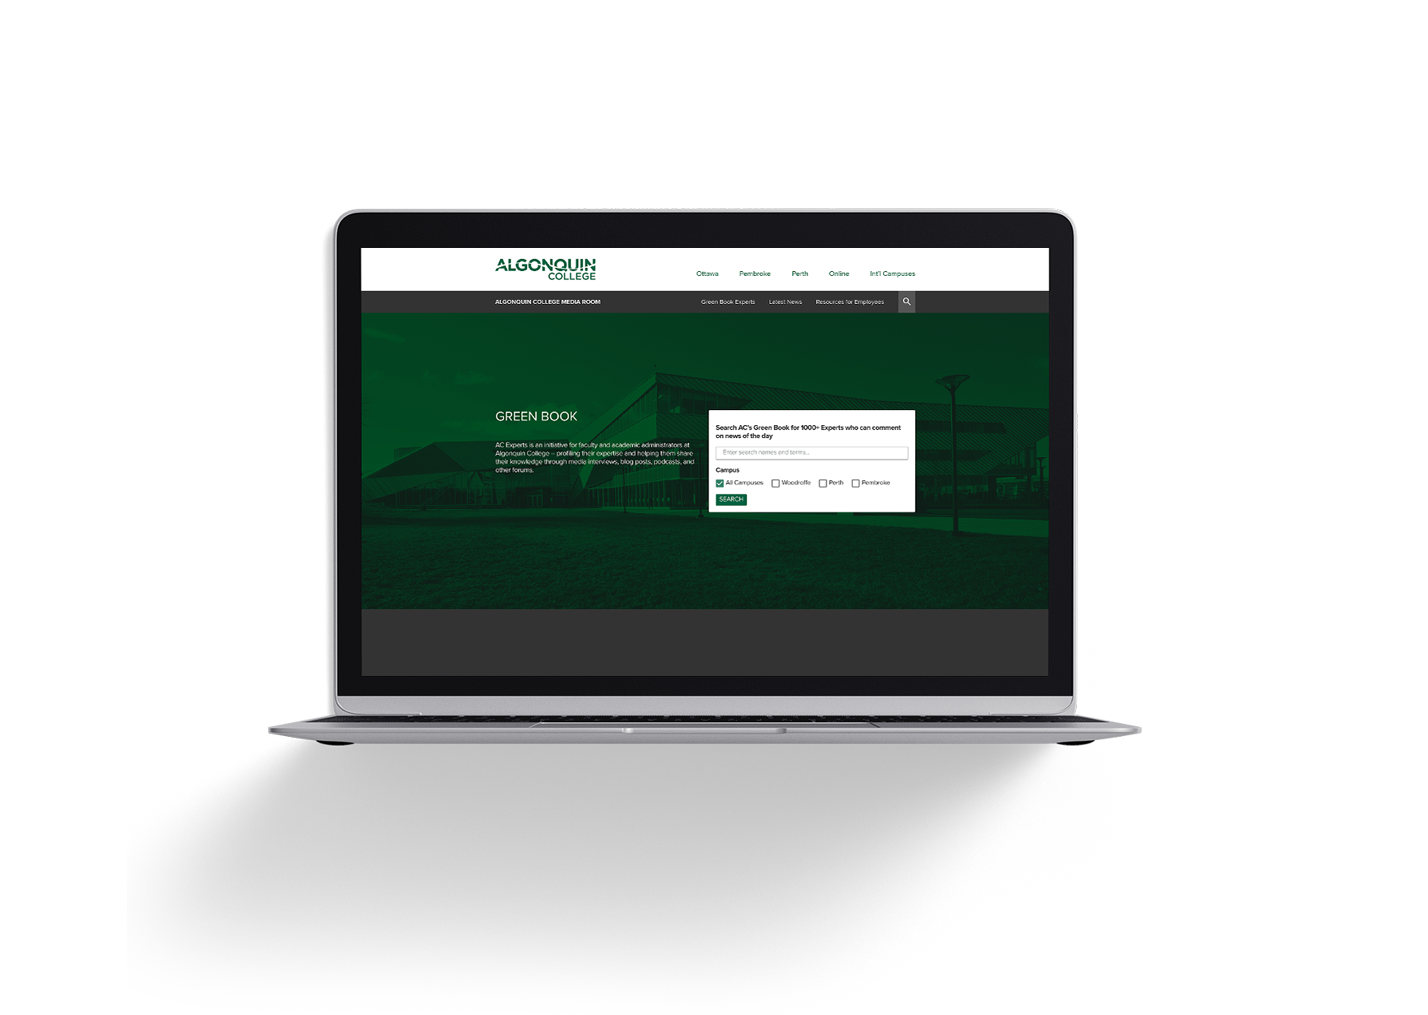 ALGONQUIN
COLLEGE
Ottawa Pembroke Perth Online Int'l Campuses
ALGONQUIN COLLEGE MEDIA ROOM Green Book Experts Latest News Resources for Employees
GREEN BOOK
AC Experts is an initiative for faculty and academic administrators at
Algonquin College – profiling their expertise and helping them share
their knowledge through media interviews, blog posts, podcasts, and
other forums.
Search AC's Green Book for 1000+ Experts who can comment
on news of the day
Enter search names and terms...
Campus
All Campuses Woodroffe Perth Pembroke
SEARCH